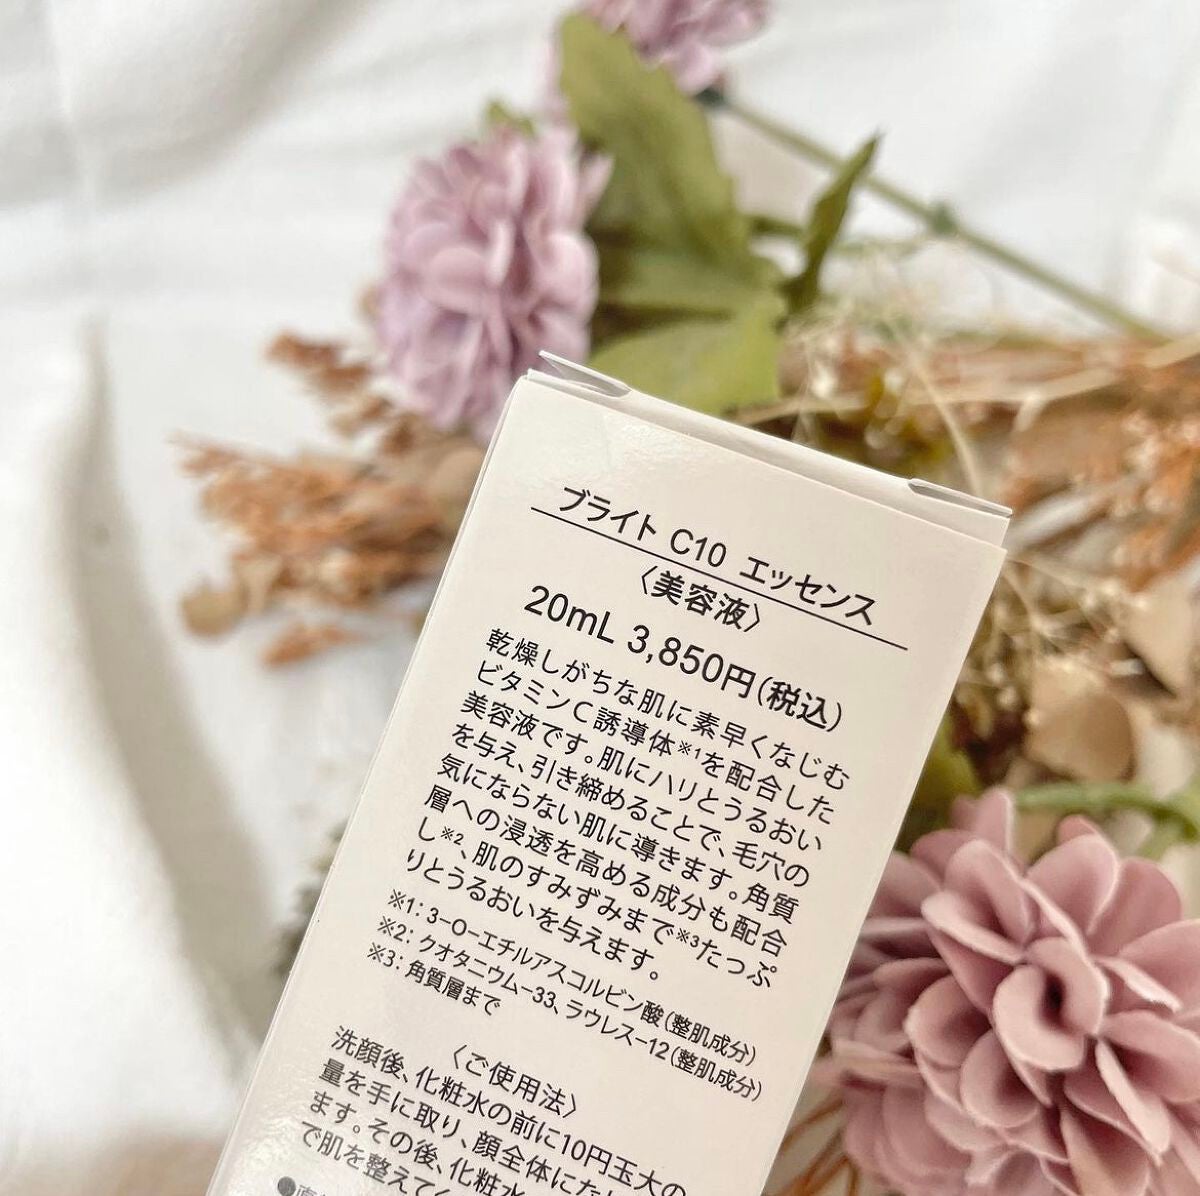 ブライト C10 エッセンス
〈美容液〉
20mL 3,850円(税込)
乾燥しがちな肌に素早くなじむ
ビタミンC誘導体※1を配合した
美容液です。肌にハリとうるおい
を与え、引き締めることで、毛穴の
気にならない肌に導きます。角質
層への浸透を高める成分も配合
し※2、肌のすみずみまで※3たっぷ
りとうるおいを与えます。
※1: 3-O-エチルアスコルビン酸(整肌成分)
※2: クオタニウム-33、ラウレス-12(整肌成分)
※3: 角質層まで
〈ご使用法〉
洗顔後、化粧水の前に10円玉大の
量を手に取り、顔全体に
ます。その後、化粧水
で肌を整えて